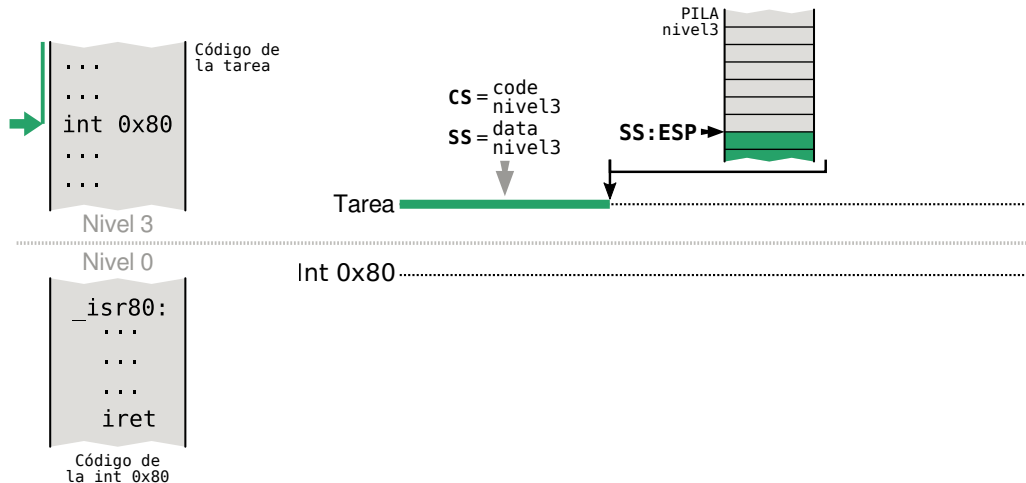 ...
...
int 0x80
...
...
Código de
la tarea
Nivel 3
Nivel 0
_isr80:
...
...
...
iret
Código de
la int 0x80
PILA
nivel3
CS = code
nivel3
SS = data
nivel3
SS:ESP
Tarea
Int 0x80